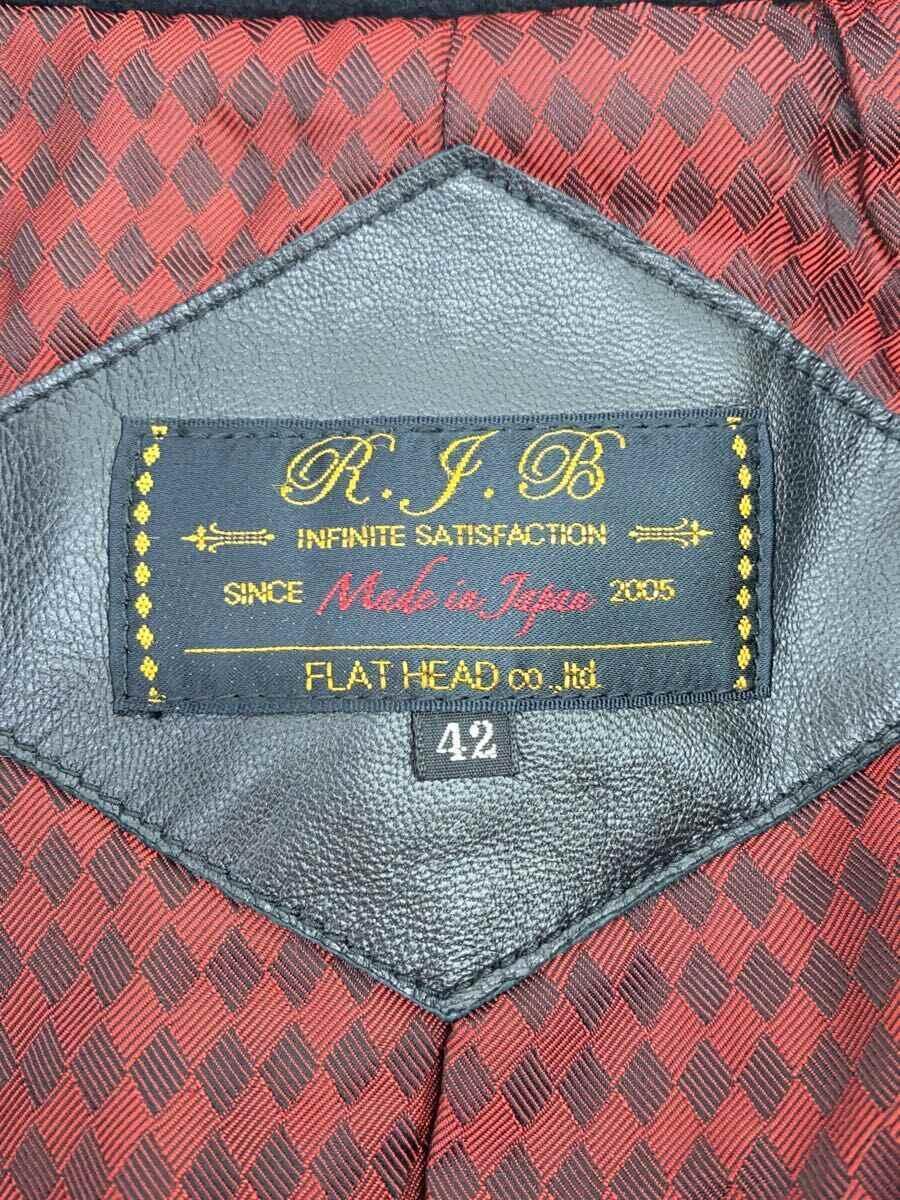 R.J.B
INFINITE SATISFACTION
SINCE Made in Japan 2005
FLAT HEAD co.,ltd.
42